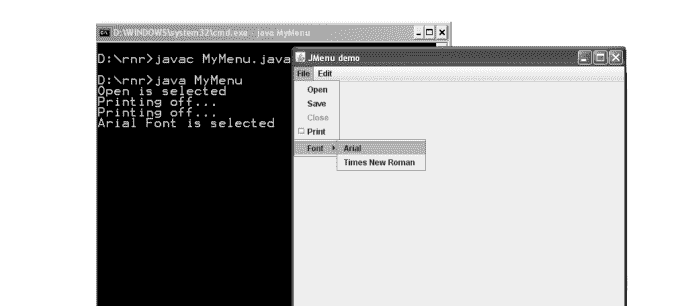 D:\WINDOWS\system32\cmd.exe - java MyMenu
D:\rnr>javac MyMenu.java
D:\rnr>java MyMenu
Open is selected
Printing off...
Printing off...
Arial Font is selected
JMenu demo
File Edit
Open
Save
Close
Print
Font
Arial
Times New Roman